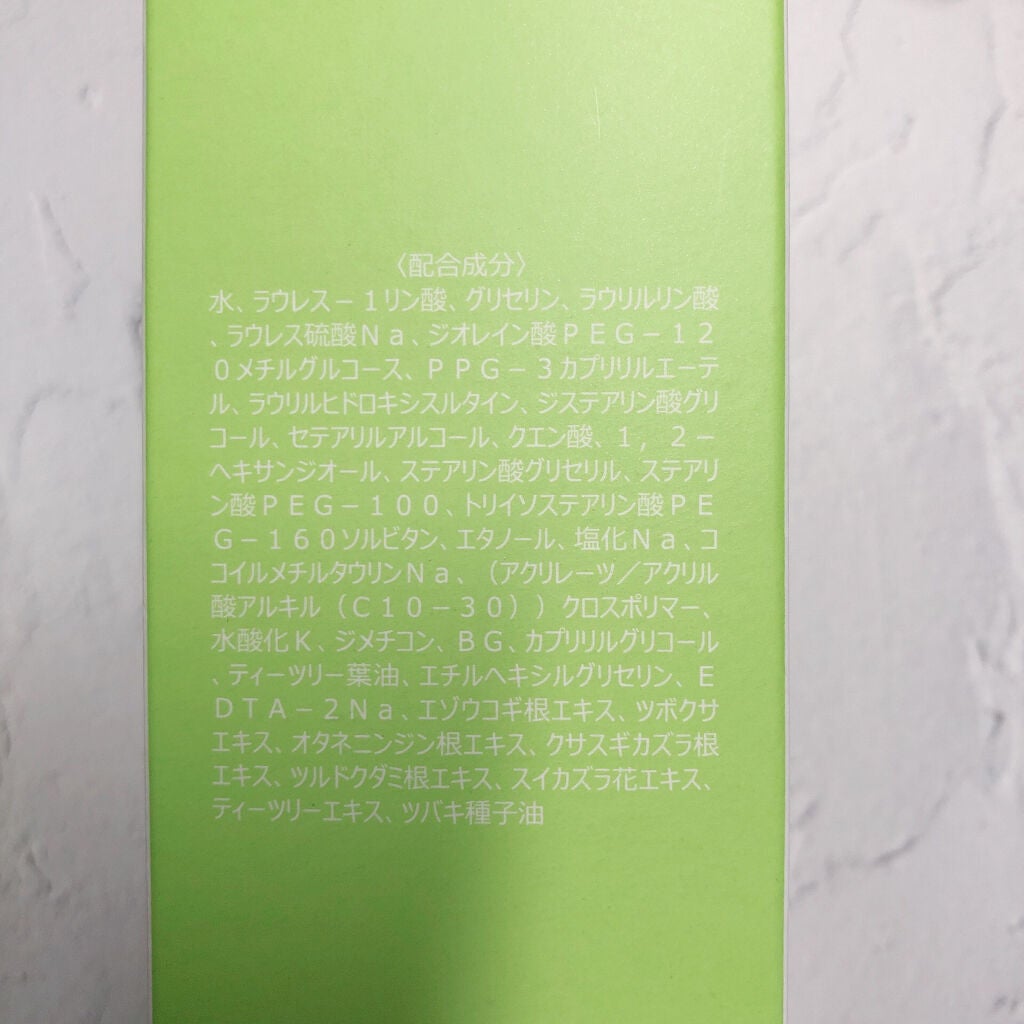 〈配合成分〉
水、ラウレス－１リン酸、グリセリン、ラウリルリン酸
、ラウレス硫酸Ｎａ、ジオレイン酸ＰＥＧ－１２
０メチルグルコース、ＰＰＧ－３カプリリルエーテ
ル、ラウリルヒドロキシスルタイン、ジステアリン酸グリ
コール、セテアリルアルコール、クエン酸、１，２－
ヘキサンジオール、ステアリン酸グリセリル、ステアリ
ン酸ＰＥＧ－１００、トリイソステアリン酸ＰＥ
Ｇ－１６０ソルビタン、エタノール、塩化Ｎａ、コ
コイルメチルタウリンＮａ、（アクリレーツ／アクリル
酸アルキル（Ｃ１０－３０））クロスポリマー、
水酸化Ｋ、ジメチコン、ＢＧ、カプリリルグリコール
、ティーツリー葉油、エチルヘキシルグリセリン、Ｅ
ＤＴＡ－２Ｎａ、エゾウコギ根エキス、ツボクサ
エキス、オタネニンジン根エキス、クサスギカズラ根
エキス、ツルドクダミ根エキス、スイカズラ花エキス、
ティーツリーエキス、ツバキ種子油